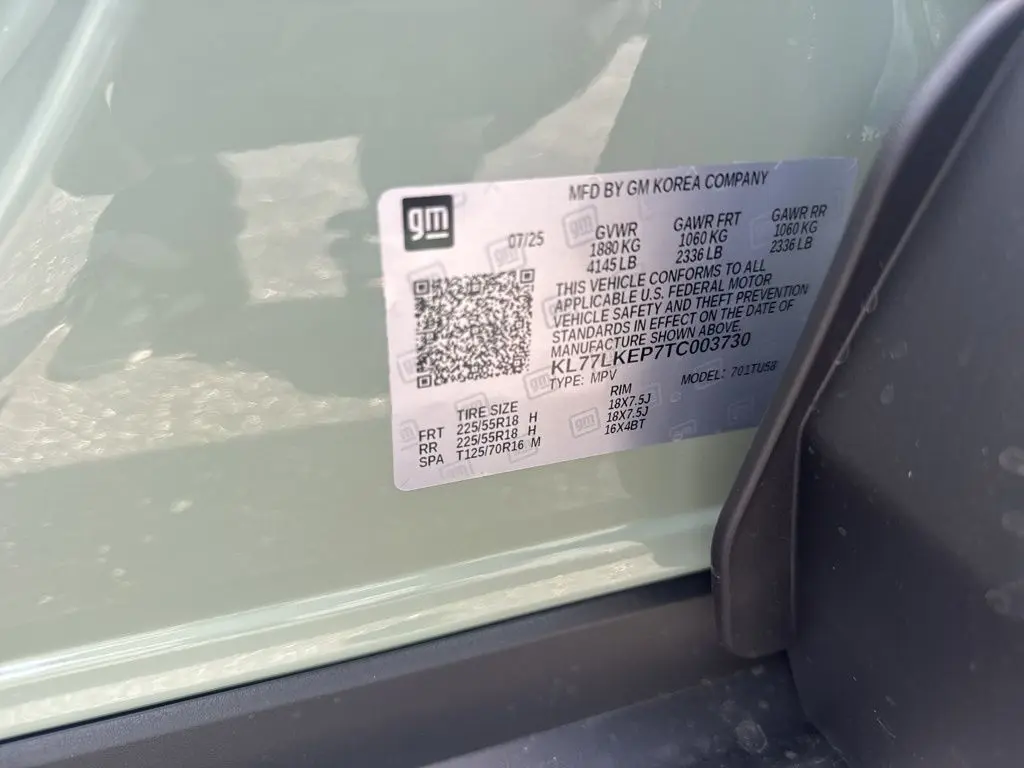 MFD BY GM KOREA COMPANY
gm
07/25
GVWR GAWR FRT GAWR RR
1880 KG 1060 KG 1060 KG
4145 LB 2336 LB 2336 LB
THIS VEHICLE CONFORMS TO ALL
APPLICABLE U.S. FEDERAL MOTOR
VEHICLE SAFETY AND THEFT PREVENTION
STANDARDS IN EFFECT ON THE DATE OF
MANUFACTURE SHOWN ABOVE.
KL77LKEP7TC003730
TYPE: MPV MODEL: 701TU58
TIRE SIZE RIM
FRT 225/55R18 H 18X7.5J
RR 225/55R18 H 18X7.5J
SPA T125/70R16 M 16X4BT